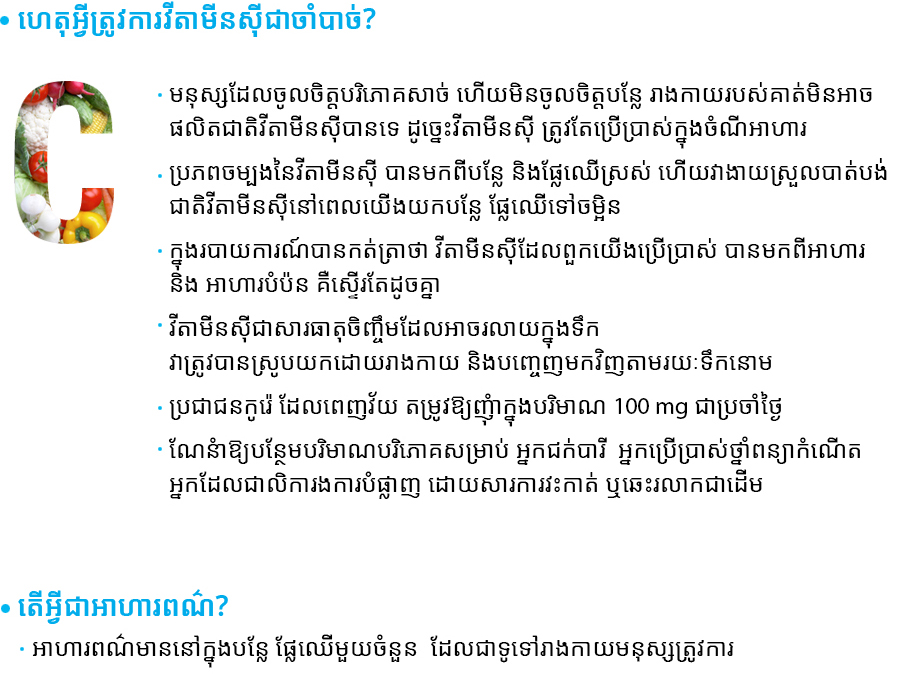 • ហេតុអ្វីត្រូវការវីតាមីនស៊ីជាចាំបាច់?
C
· មនុស្សដែលចូលចិត្តបរិភោគសាច់ ហើយមិនចូលចិត្តបន្លែ រាងកាយរបស់គាត់មិនអាច
ផលិតជាតិវីតាមីនស៊ីបានទេ ដូច្នេះវីតាមីនស៊ី ត្រូវតែប្រើប្រាស់ក្នុងចំណីអាហារ
· ប្រភពចម្បងនៃវីតាមីនស៊ី បានមកពីបន្លែ និងផ្លែឈើស្រស់ ហើយវាងាយស្រួលបាត់បង់
ជាតិវីតាមីនស៊ីនៅពេលយើងយកបន្លែ ផ្លែឈើទៅចម្អិន
· ក្នុងរបាយការណ៍បានកត់ត្រាថា វីតាមីនស៊ីដែលពួកយើងប្រើប្រាស់ បានមកពីអាហារ
និង អាហារបំប៉ន គឺស្ទើរតែដូចគ្នា
· វីតាមីនស៊ីជាសារធាតុចិញ្ចឹមដែលអាចរលាយក្នុងទឹក
វាត្រូវបានស្រូបយកដោយរាងកាយ និងបញ្ចេញមកវិញតាមរយៈទឹកនោម
· ប្រជាជនកូរ៉េ ដែលពេញវ័យ តម្រូវឱ្យញ៉ុាំក្នុងបរិមាណ 100 mg ជាប្រចាំថ្ងៃ
· ណែនំាឱ្យបន្ថែមបរិមាណបរិភោគសម្រាប់ អ្នកជក់បារី អ្នកប្រើប្រាស់ថ្នាំពន្យាកំណើត
អ្នកដែលជាលិការងការបំផ្លាញ ដោយសារការវះកាត់ ឬឆេះរលាកជាដើម
• តើអ្វីជាអាហារពណ៌?
· អាហារពណ៌មាននៅក្នុងបន្លែ ផ្លែឈើមួយចំនួន ដែលជាទូទៅរាងកាយមនុស្សត្រូវការ